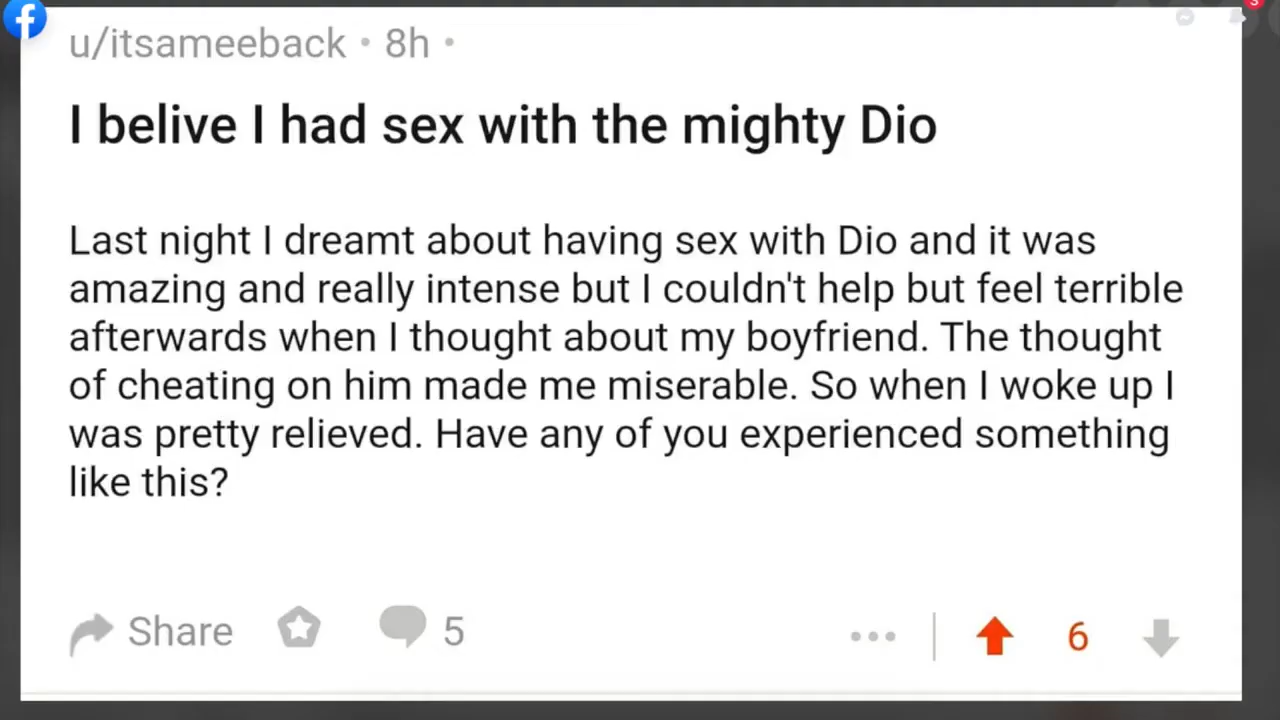 u/itsameeback • 8h •
I belive I had sex with the mighty Dio
Last night I dreamt about having sex with Dio and it was
amazing and really intense but I couldn't help but feel terrible
afterwards when I thought about my boyfriend. The thought
of cheating on him made me miserable. So when I woke up I
was pretty relieved. Have any of you experienced something
like this?
Share 5 6